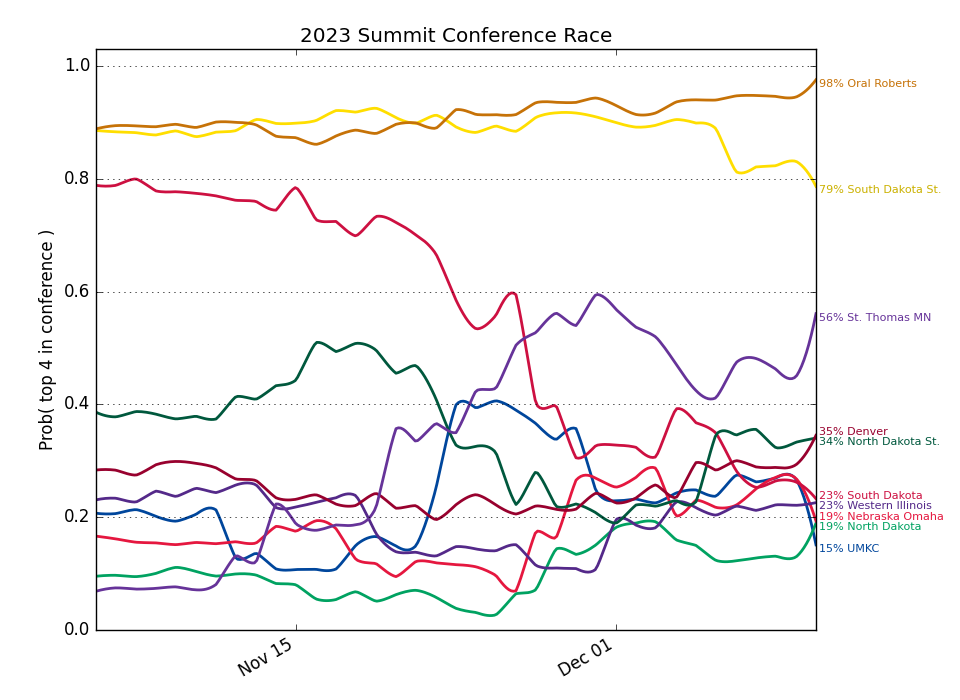 2023 Summit Conference Race
1.0
0.8
0.6
0.4
0.2
0.0
Prob( top 4 in conference )
Nov 15
Dec 01
98% Oral Roberts
79% South Dakota St.
56% St. Thomas MN
35% Denver
34% North Dakota St.
23% South Dakota
23% Western Illinois
19% Nebraska Omaha
19% North Dakota
15% UMKC